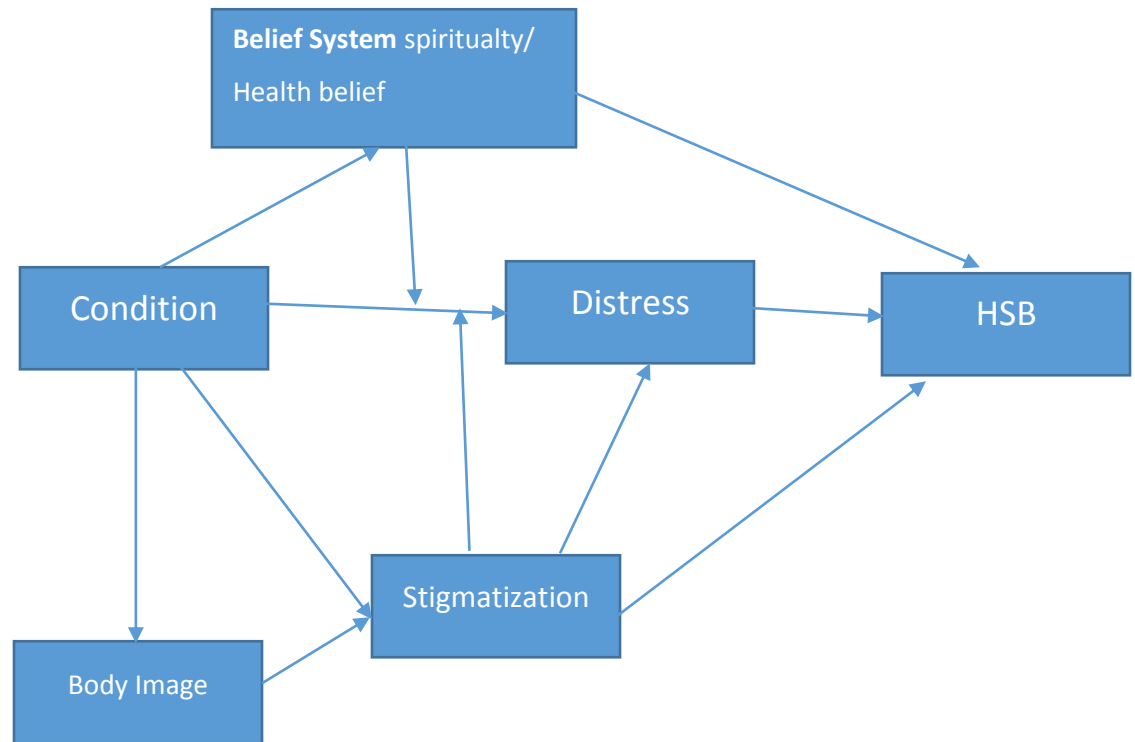 Belief System spiritualty/
Health belief
Condition
Distress
HSB
Stigmatization
Body Image